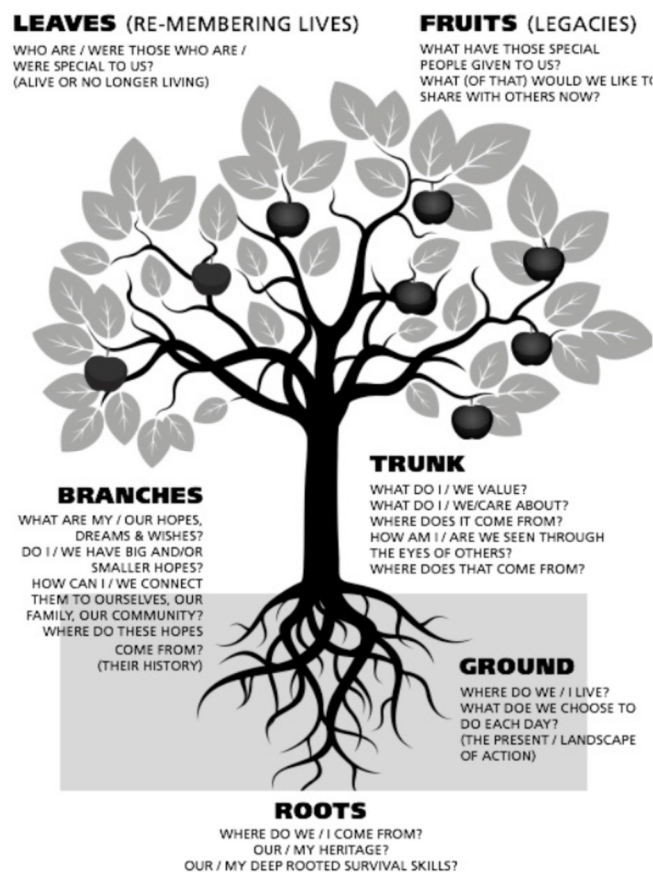 LEAVES (RE-MEMBERING LIVES)
WHO ARE / WERE THOSE WHO ARE /
WERE SPECIAL TO US?
(ALIVE OR NO LONGER LIVING)
FRUITS (LEGACIES)
WHAT HAVE THOSE SPECIAL
PEOPLE GIVEN TO US?
WHAT (OF THAT) WOULD WE LIKE TO
SHARE WITH OTHERS NOW?
TRUNK
WHAT DO I / WE VALUE?
WHAT DO I / WE/CARE ABOUT?
WHERE DOES IT COME FROM?
HOW AM I / ARE WE SEEN THROUGH
THE EYES OF OTHERS?
WHERE DOES THAT COME FROM?
BRANCHES
WHAT ARE MY / OUR HOPES,
DREAMS & WISHES?
DO I / WE HAVE BIG AND/OR
SMALLER HOPES?
HOW CAN I / WE CONNECT
THEM TO OURSELVES, OUR
FAMILY, OUR COMMUNITY?
WHERE DO THESE HOPES
COME FROM?
(THEIR HISTORY)
GROUND
WHERE DO WE / I LIVE?
WHAT DOE WE CHOOSE TO
DO EACH DAY?
(THE PRESENT / LANDSCAPE
OF ACTION)
ROOTS
WHERE DO WE / I COME FROM?
OUR / MY HERITAGE?
OUR / MY DEEP ROOTED SURVIVAL SKILLS?